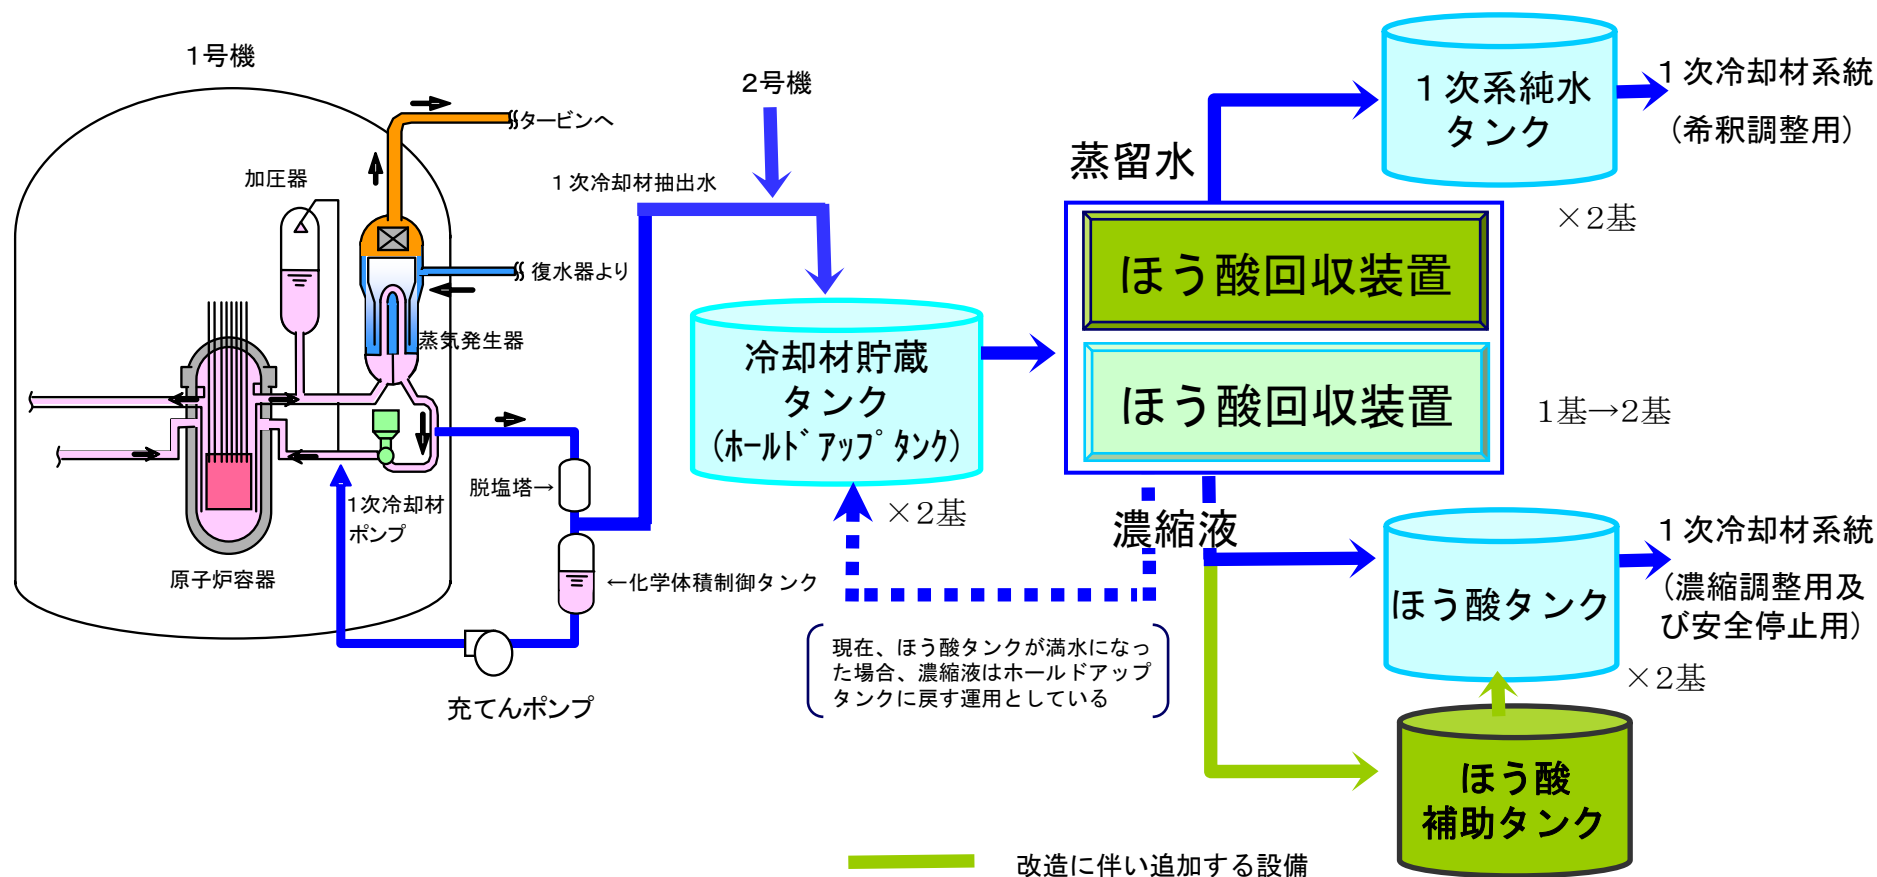 1号機
タービンへ
加圧器
復水器より
蒸気発生器
1次冷却材
ポンプ
原子炉容器
2号機
1次冷却材抽出水
脱塩塔→
←化学体積制御タンク
充てんポンプ
冷却材貯蔵
タンク
(ホールドアップタンク)
×2基
蒸留水
ほう酸回収装置
ほう酸回収装置
1基→2基
濃縮液
1次系純水
タンク
×2基
1次冷却材系統
(希釈調整用)
ほう酸タンク
×2基
1次冷却材系統
(濃縮調整用及
び安全停止用)
現在、ほう酸タンクが満水になっ
た場合、濃縮液はホールドアップ
タンクに戻す運用としている
ほう酸
補助タンク
改造に伴い追加する設備